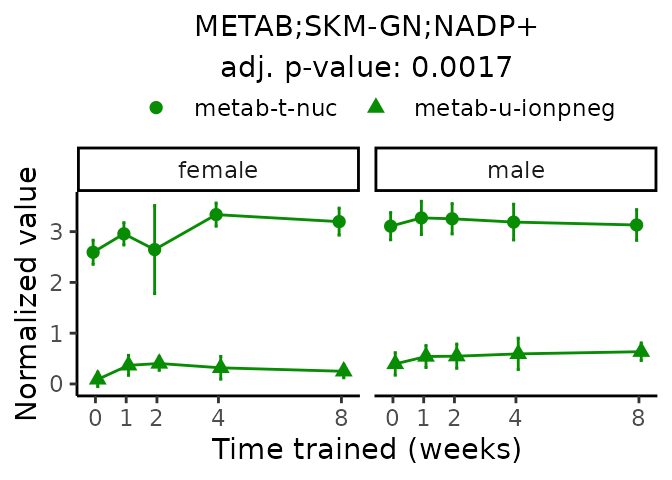 METAB;SKM-GN;NADP+
adj. p-value: 0.0017
metab-t-nuc metab-u-ionpneg
female male
Normalized value
3
2
1
0
0 1 2 4 8 0 1 2 4 8
Time trained (weeks)